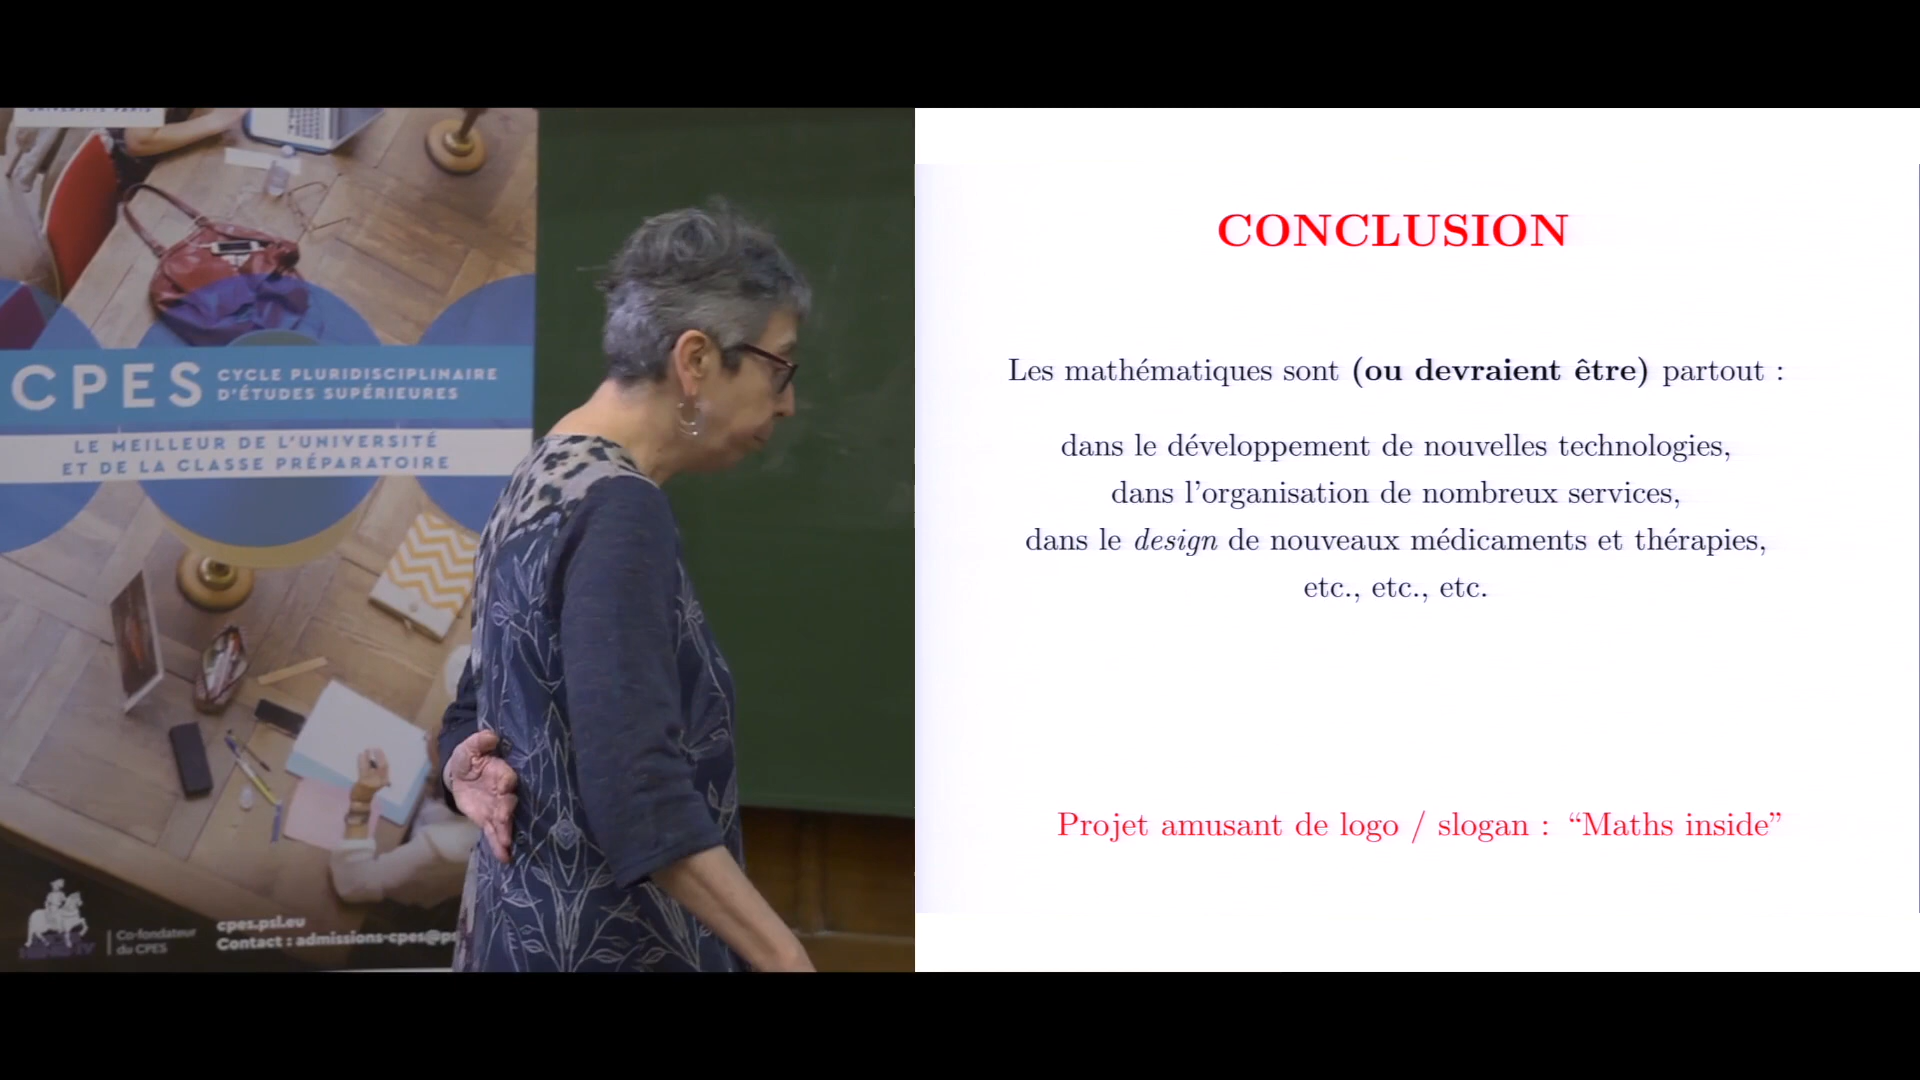 CPES CYCLE PLURIDISCIPLINAIRE
D'ÉTUDES SUPÉRIEURES
LE MEILLEUR DE L'UNIVERSITÉ
ET DE LA CLASSE PRÉPARATOIRE
Co-fondateur
du CPES
cpes.psl.eu
Contact : admissions-cpes@ps
CONCLUSION
Les mathématiques sont (ou devraient être) partout :
dans le développement de nouvelles technologies,
dans l'organisation de nombreux services,
dans le design de nouveaux médicaments et thérapies,
etc., etc., etc.
Projet amusant de logo / slogan : “Maths inside”